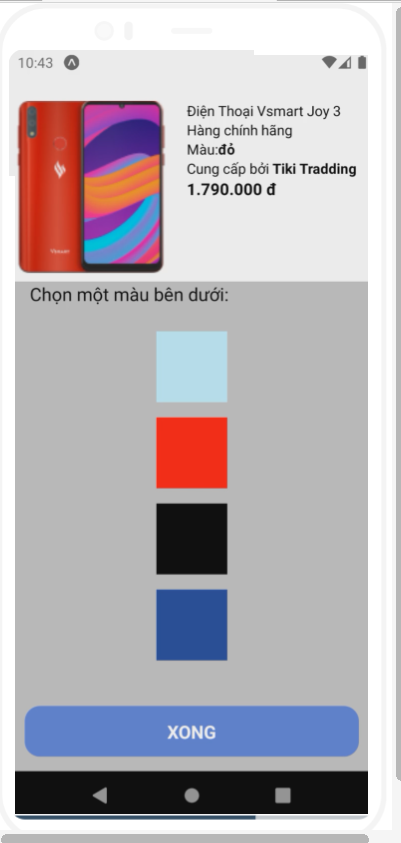 10:43
Điện Thoại Vsmart Joy 3
Hàng chính hãng
Màu:đỏ
Cung cấp bởi Tiki Tradding
1.790.000 đ
Vsmart
Chọn một màu bên dưới:
XONG